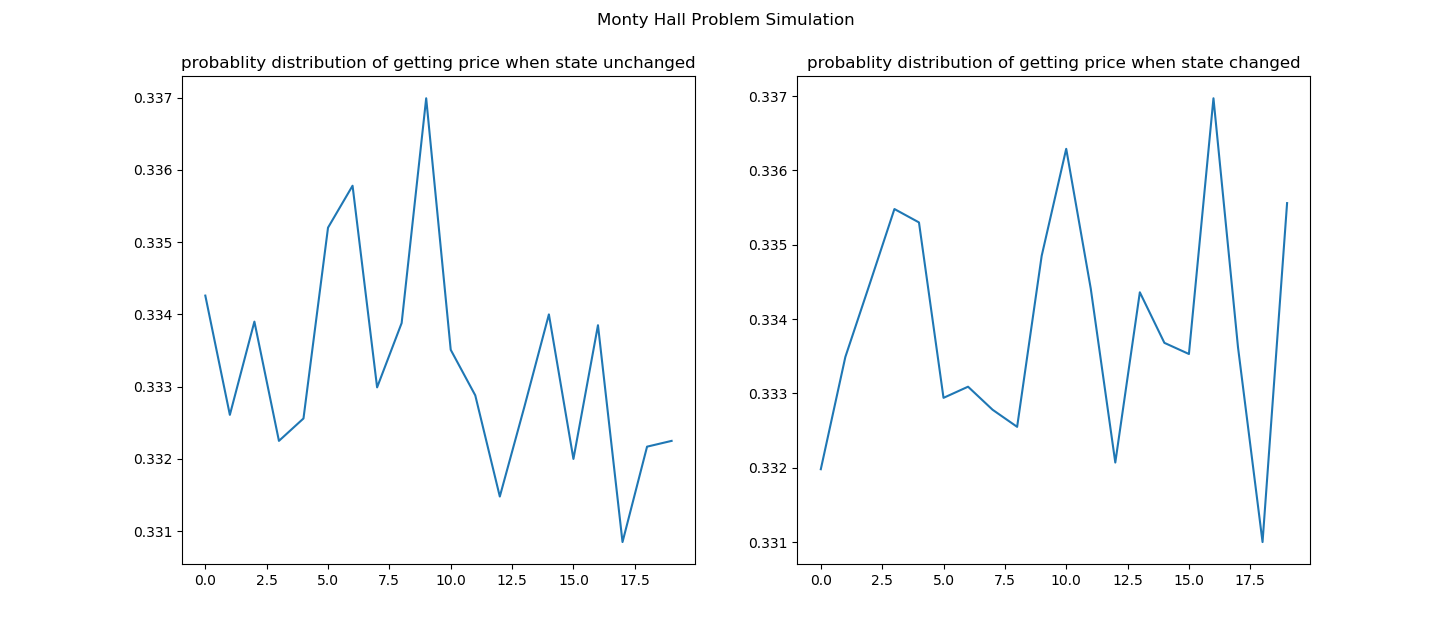 Monty Hall Problem Simulation
probablity distribution of getting price when state unchanged
0.337
0.336
0.335
0.334
0.333
0.332
0.331
0.0 2.5 5.0 7.5 10.0 12.5 15.0 17.5
probablity distribution of getting price when state changed
0.337
0.336
0.335
0.334
0.333
0.332
0.331
0.0 2.5 5.0 7.5 10.0 12.5 15.0 17.5